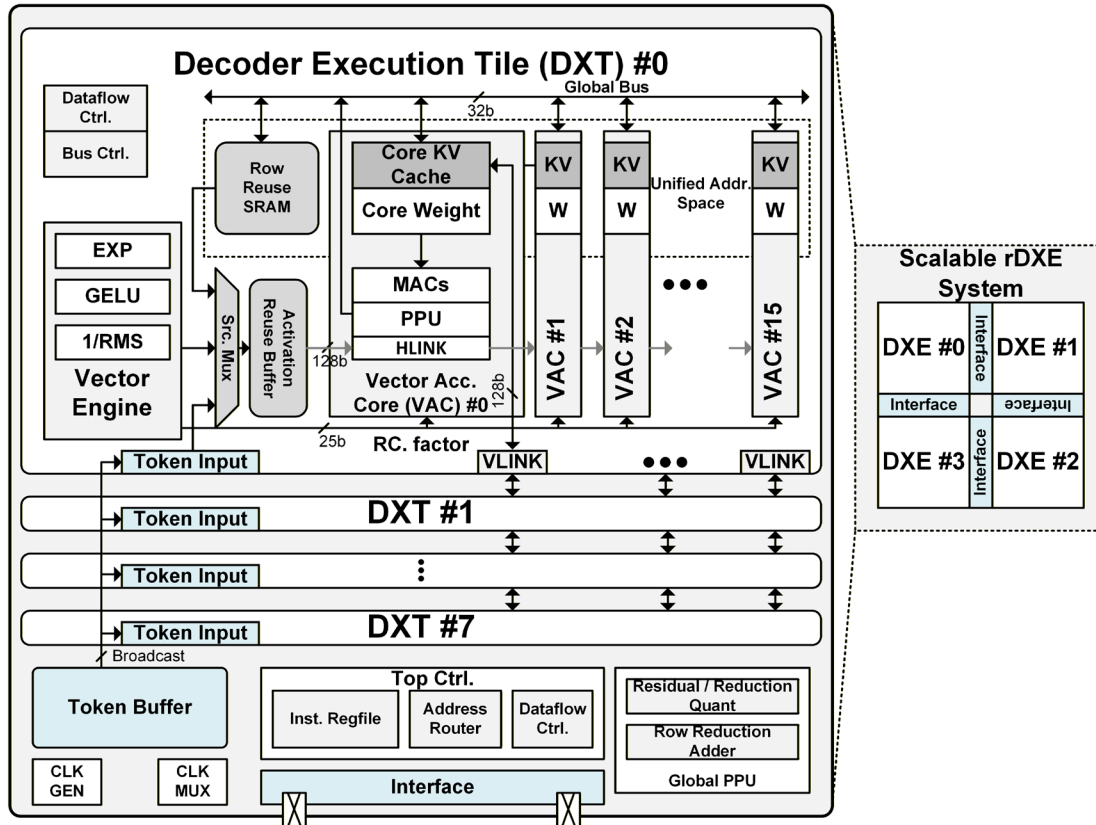 Decoder Execution Tile (DXT) #0
Global Bus
32b
Dataflow
Ctrl.
Bus Ctrl.
Row
Reuse
SRAM
Core KV
Cache
Core Weight
KV
W
KV
W
Unified Addr.
Space
KV
W
EXP
GELU
1/RMS
Vector
Engine
Src. Mux
Activation
Reuse Buffer
128b
MACs
PPU
HLINK
Vector Acc.
Core (VAC) #0
128b
VAC #1
VAC #2
VAC #15
25b
RC. factor
Token Input
VLINK
VLINK
DXT #1
Token Input
Token Input
DXT #7
Token Input
Broadcast
Token Buffer
CLK
GEN
CLK
MUX
Top Ctrl.
Inst. Regfile
Address
Router
Dataflow
Ctrl.
Interface
Residual / Reduction
Quant
Row Reduction
Adder
Global PPU
Scalable rDXE
System
DXE #0
Interface
DXE #1
Interface
Interface
DXE #3
Interface
DXE #2